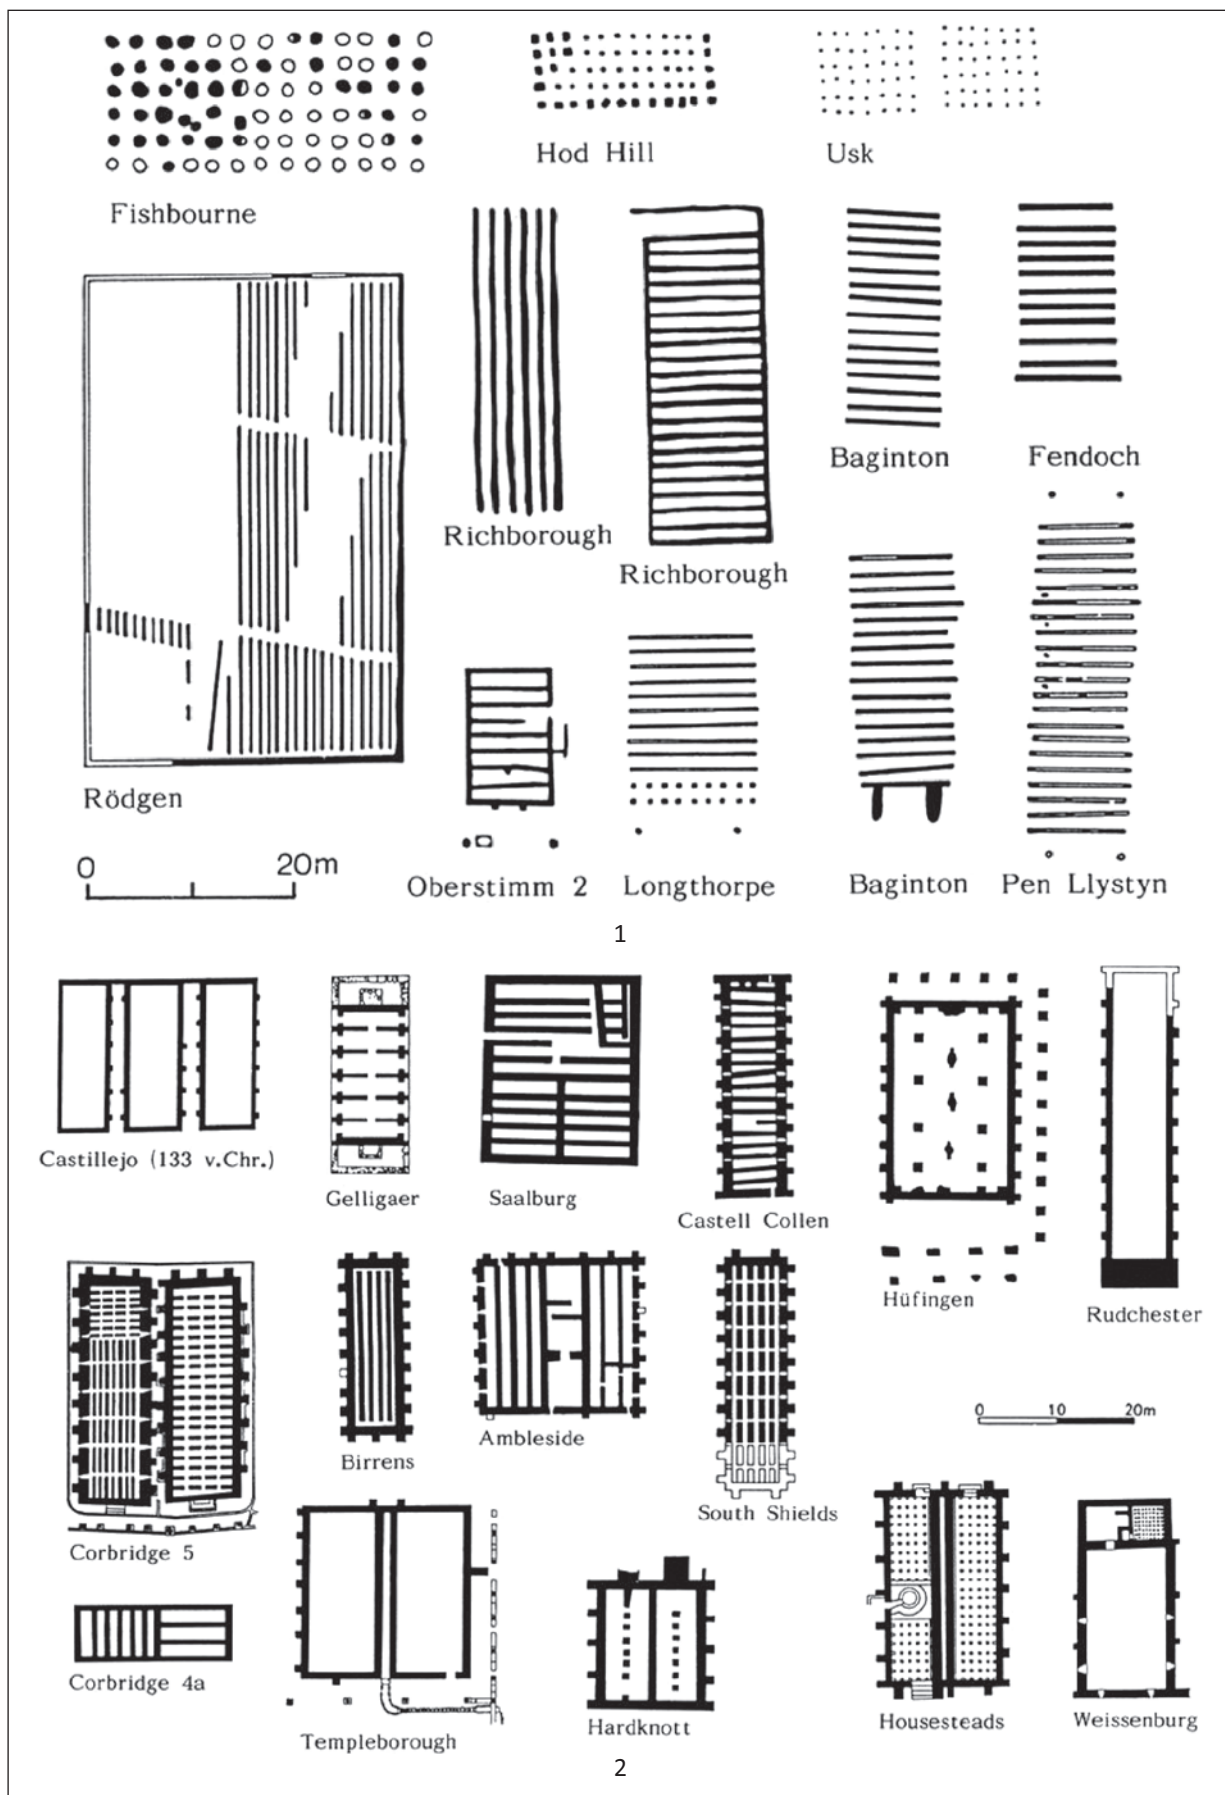 Fishbourne
Hod Hill
Usk
Richborough
Richborough
Baginton
Fendoch
Rödgen
0 20m
Oberstimm 2
Longthorpe
Baginton
Pen Llystyn
1
Castillejo (133 v.Chr.)
Gelligaer
Saalburg
Castell Collen
Hüfingen
Rudchester
Corbridge 5
Birrens
Ambleside
South Shields
0 10 20m
Corbridge 4a
Templeborough
Hardknott
Housesteads
Weissenburg
2